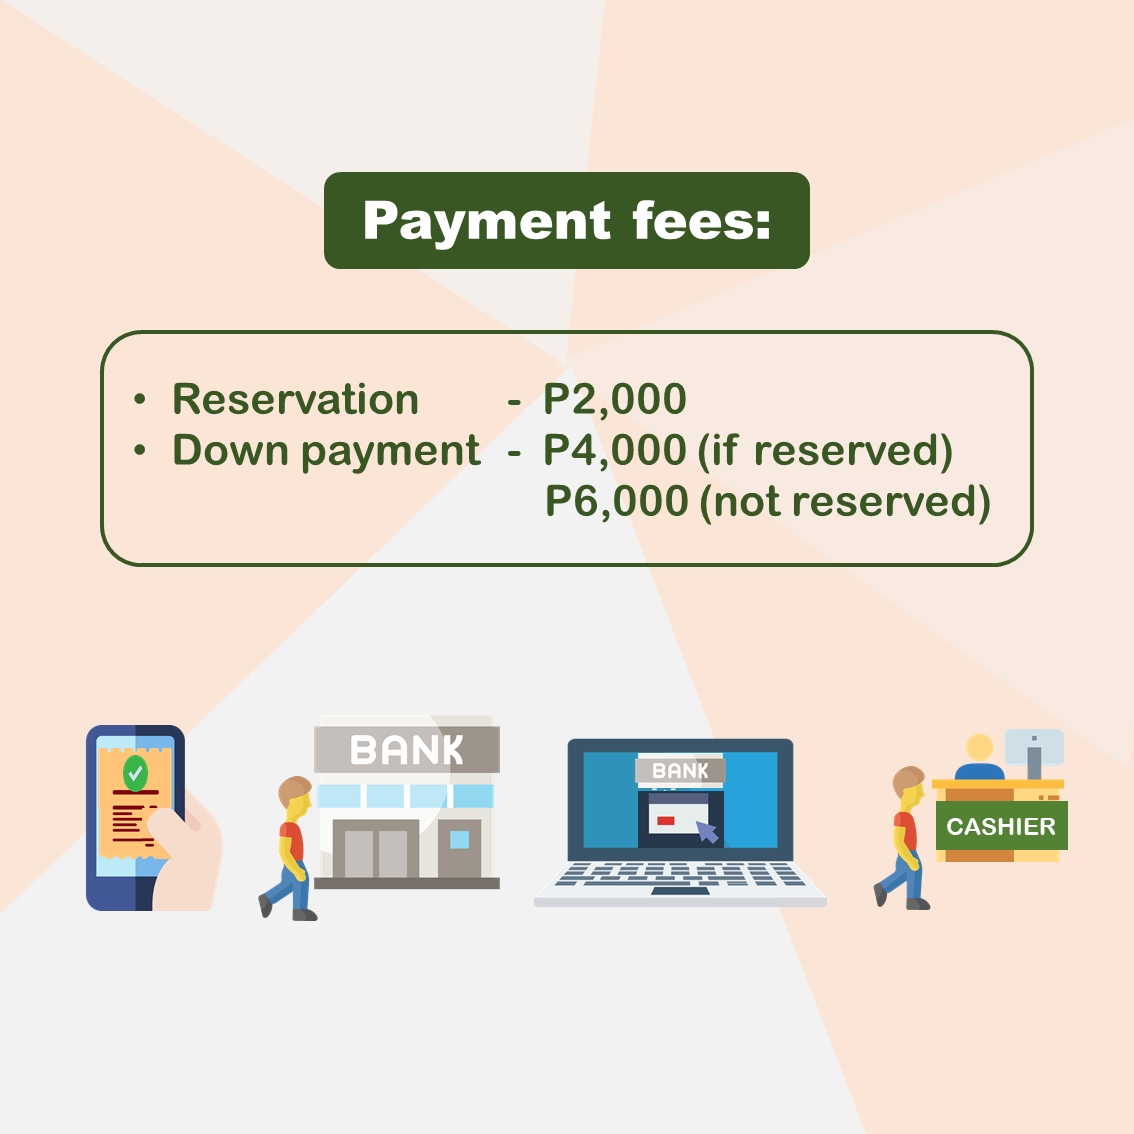 Payment fees:
• Reservation - P2,000
• Down payment - P4,000 (if reserved)
P6,000 (not reserved)
BANK
BANK
CASHIER